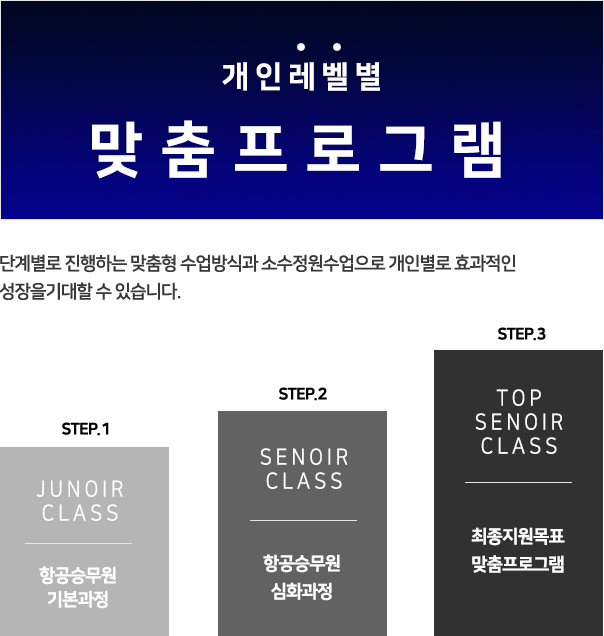 개인레벨별
맞춤프로그램
단계별로 진행하는 맞춤형 수업방식과 소수정원수업으로 개인별로 효과적인
성장을기대할 수 있습니다.
STEP.1
JUNOIR
CLASS
항공승무원
기본과정
STEP.2
SENOIR
CLASS
항공승무원
심화과정
STEP.3
TOP
SENOIR
CLASS
최종지원목표
맞춤프로그램